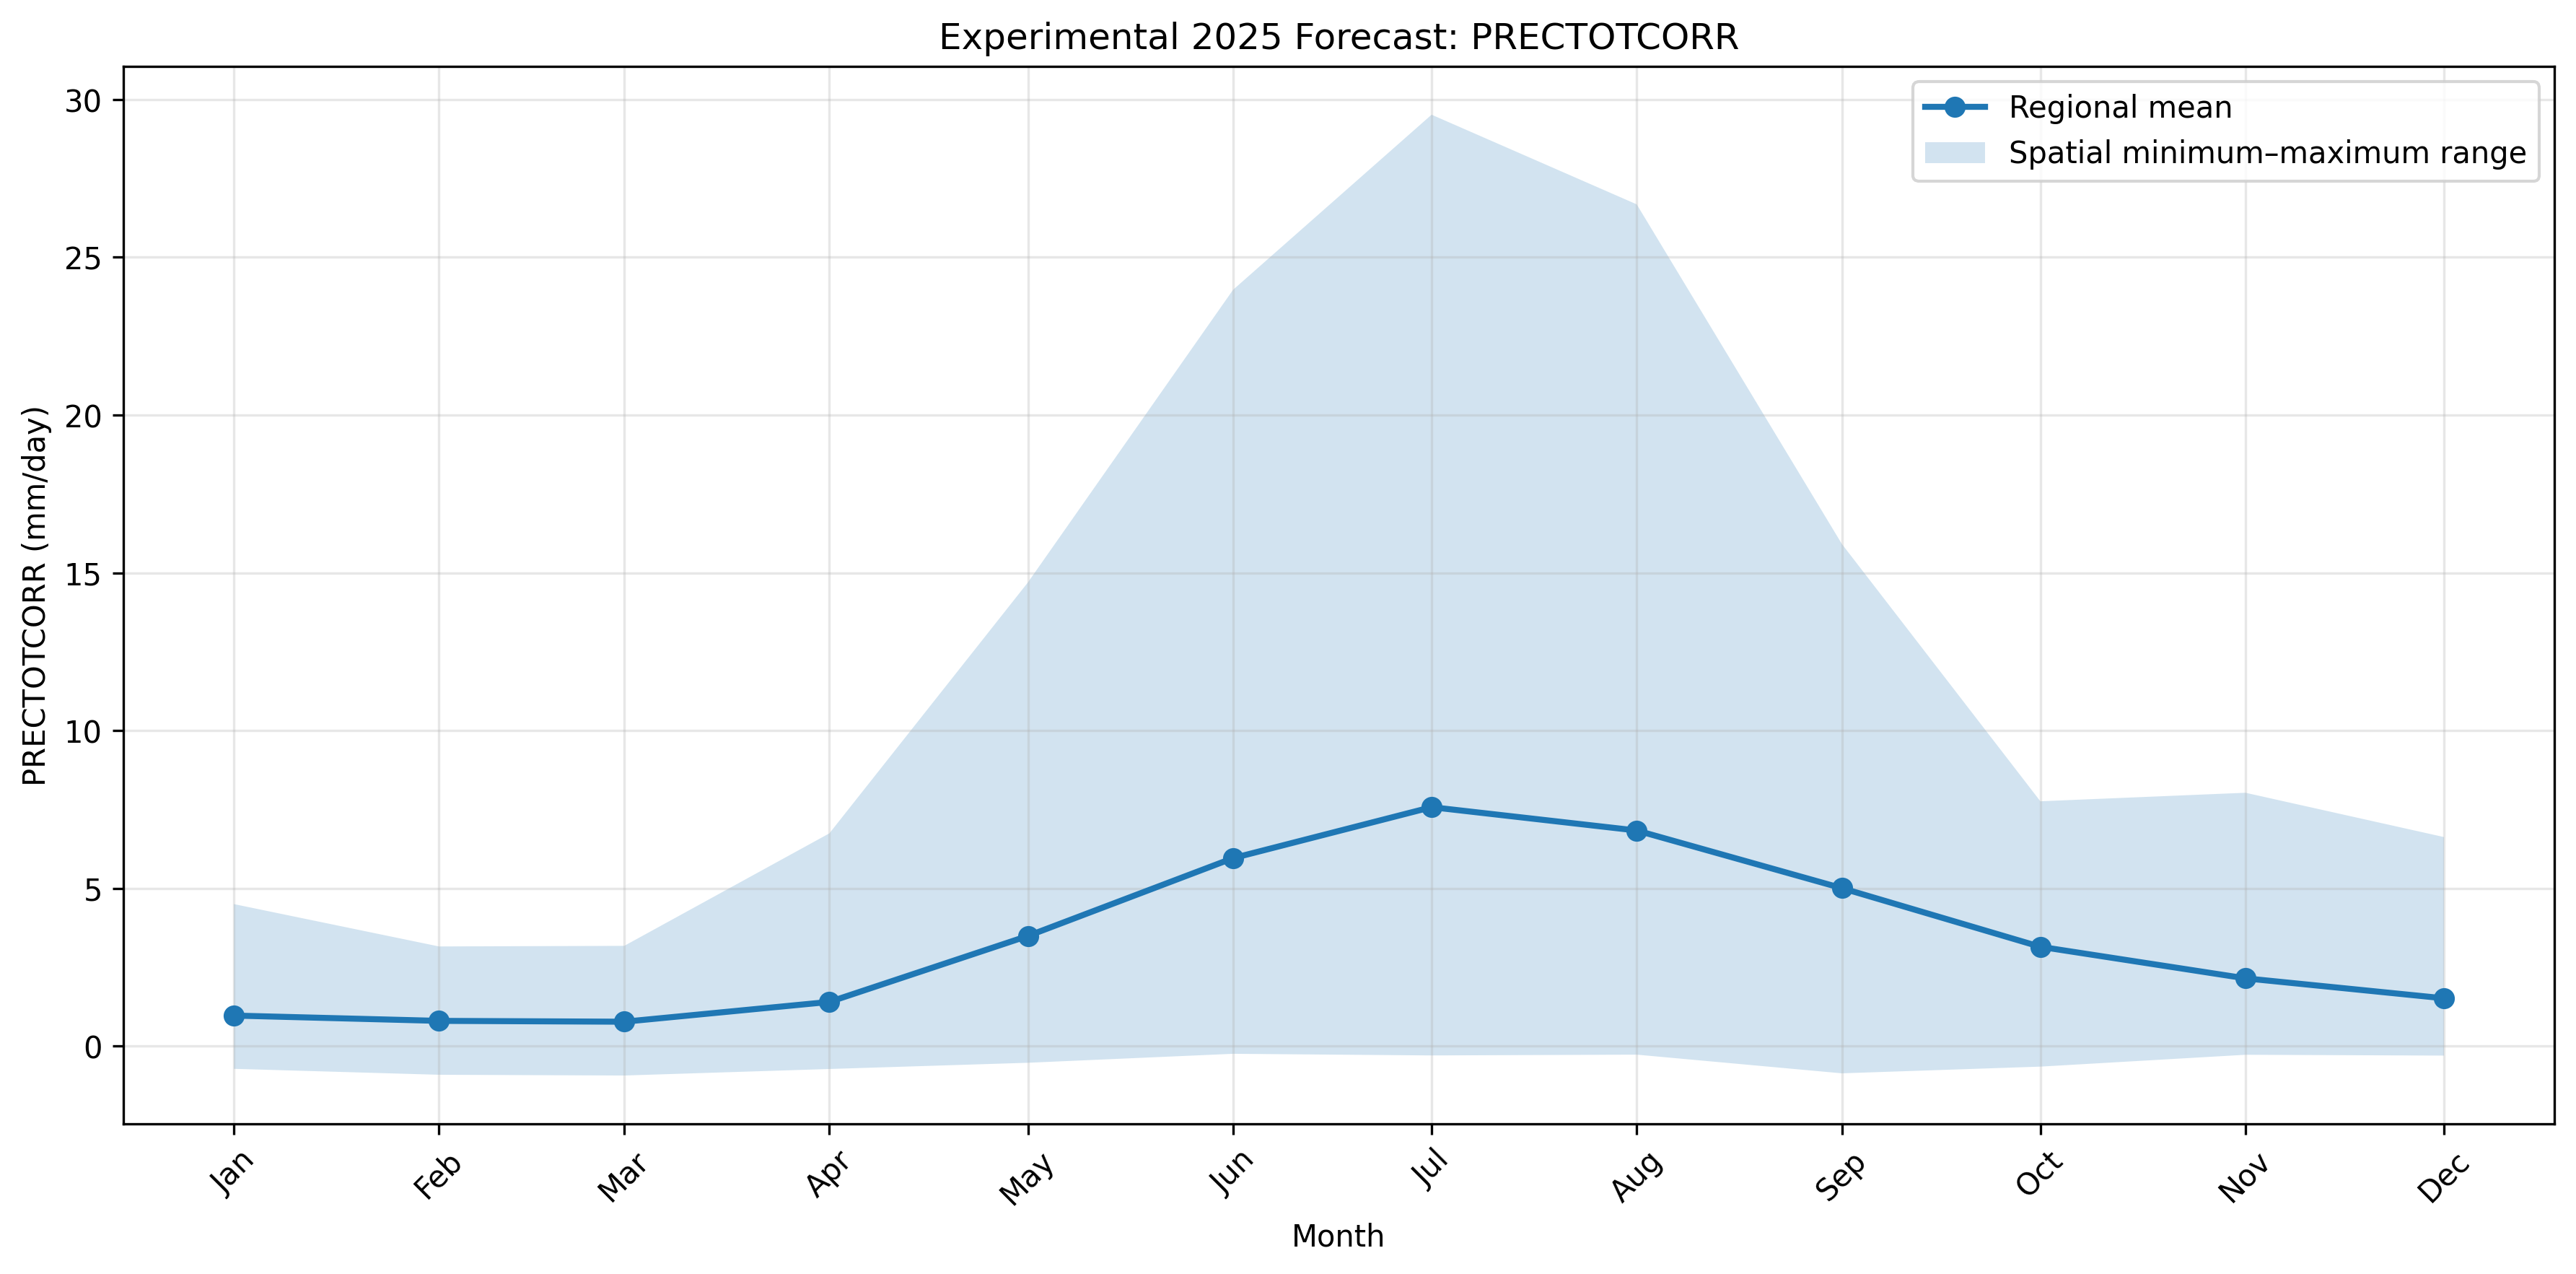 Experimental 2025 Forecast: PRECTOTCORR
Regional mean
Spatial minimum–maximum range
PRECTOTCORR (mm/day)
30
25
20
15
10
5
0
Jan
Feb
Mar
Apr
May
Jun
Jul
Aug
Sep
Oct
Nov
Dec
Month